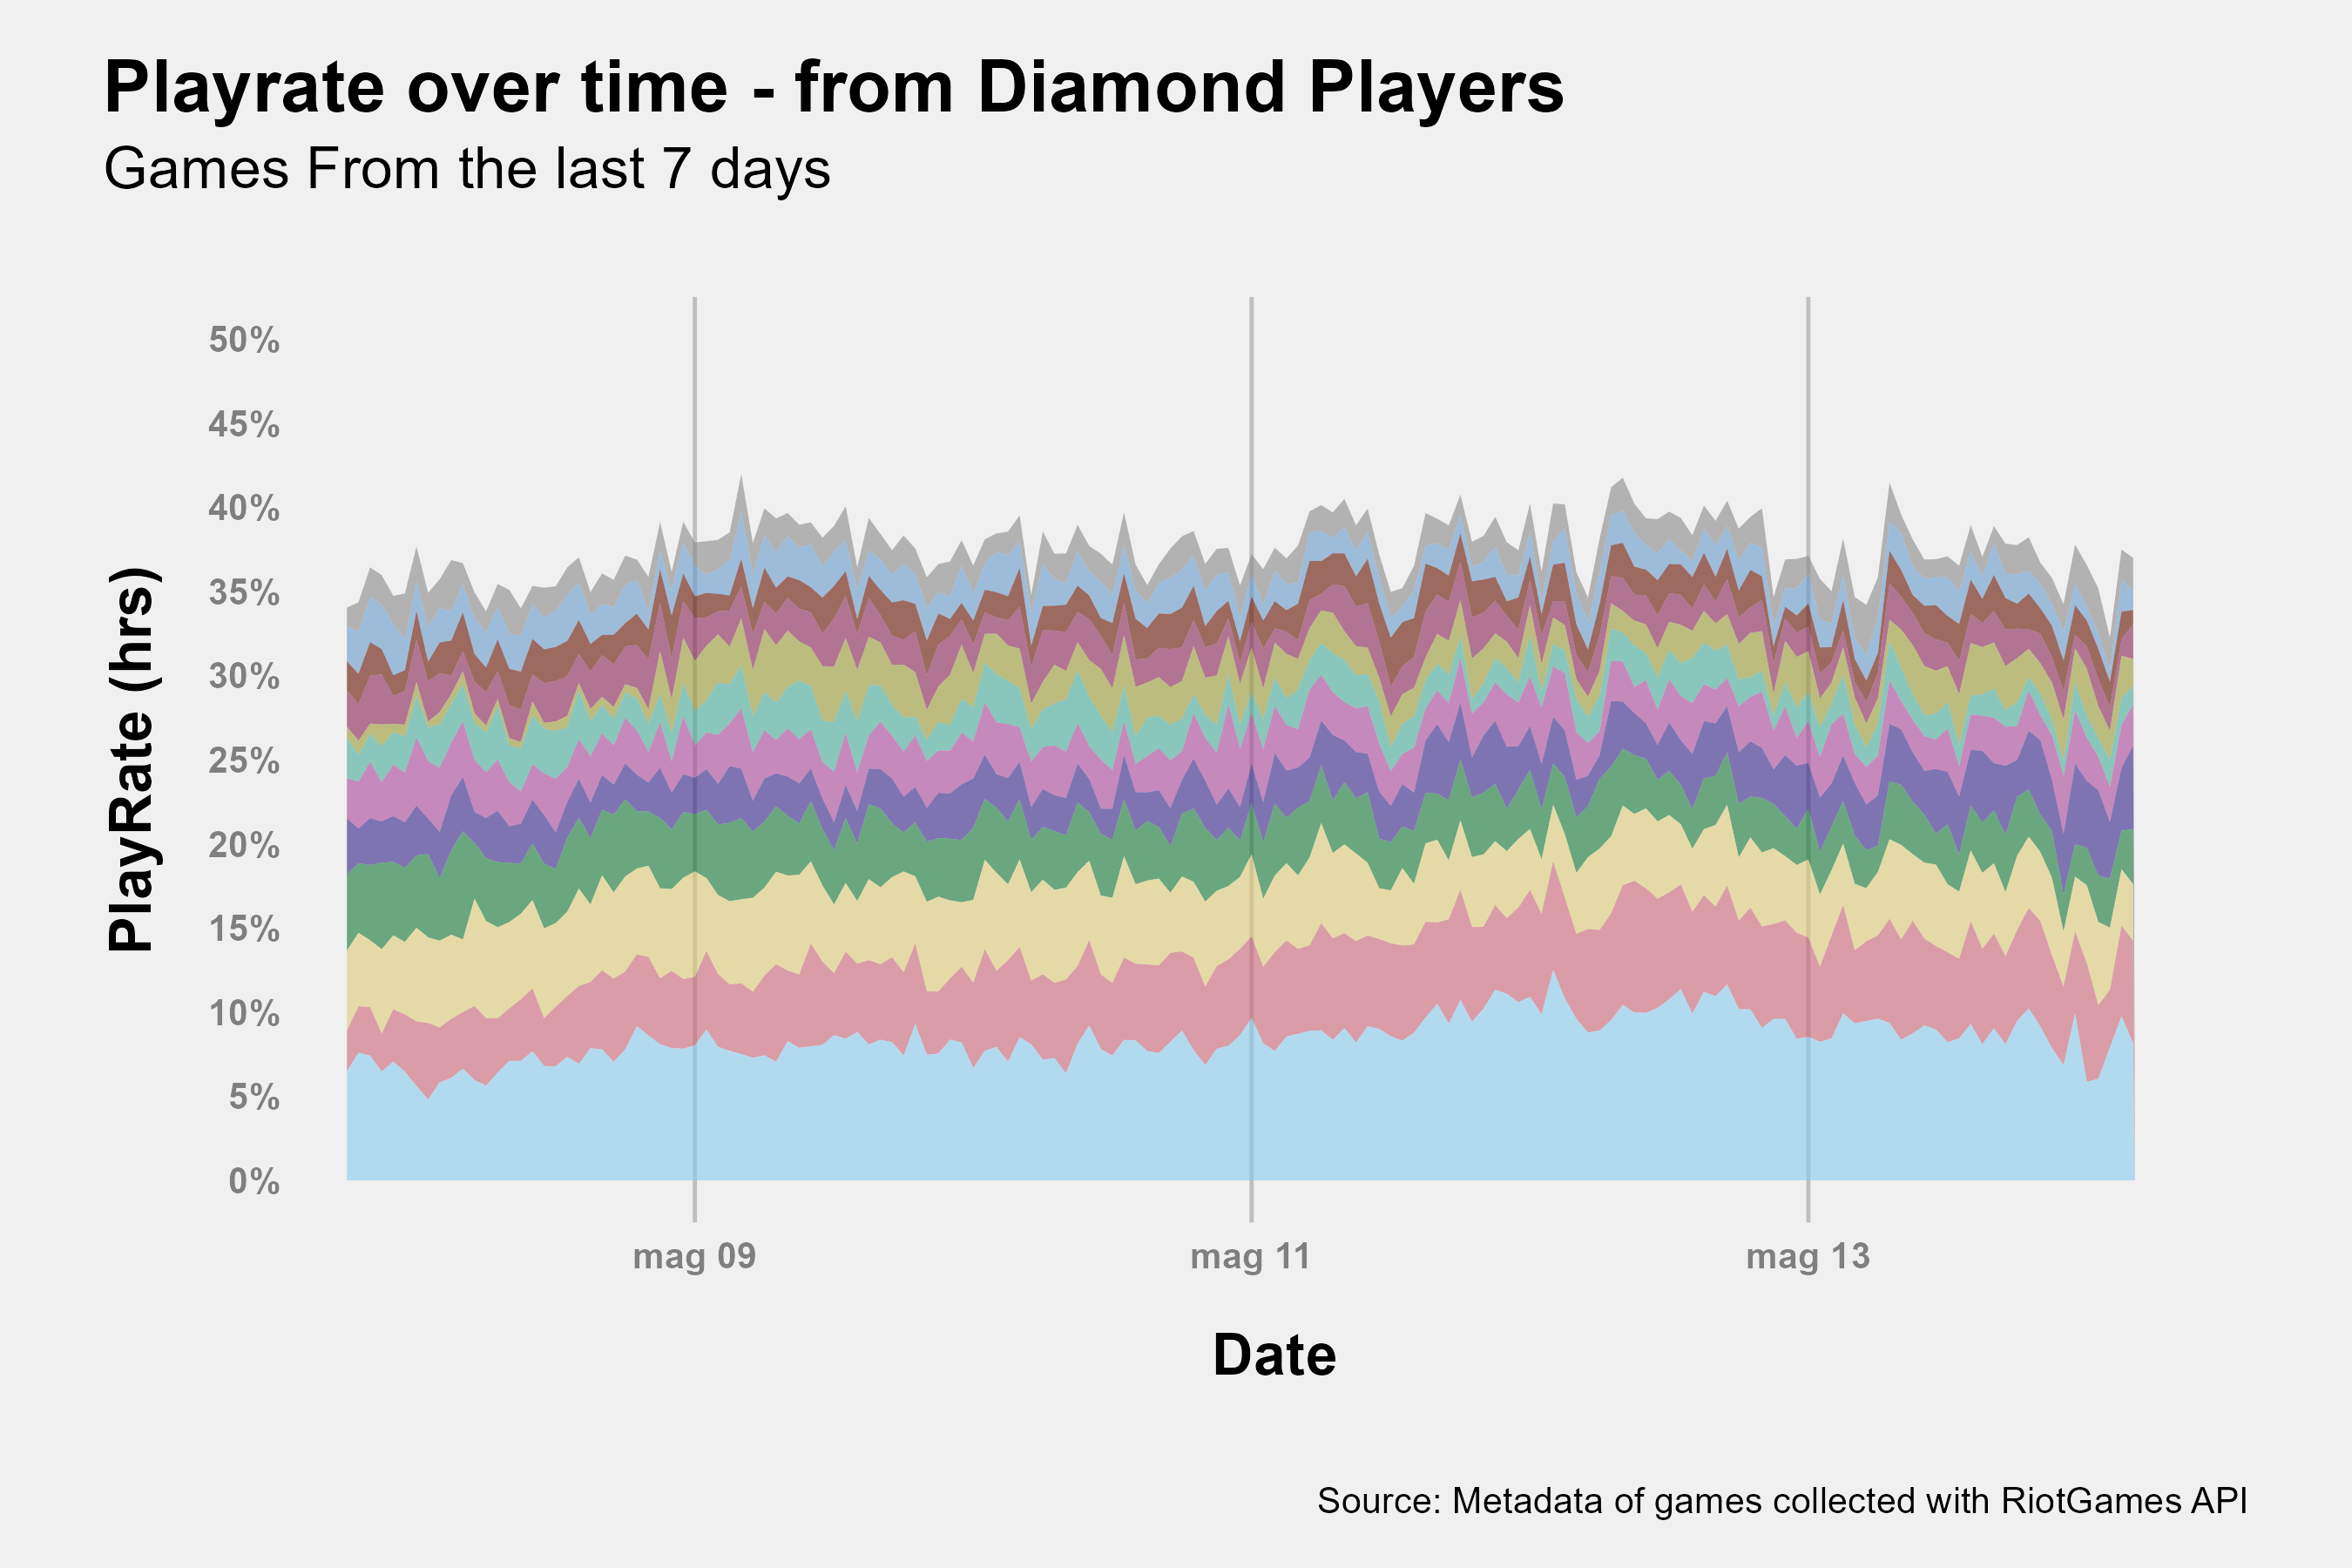 Playrate over time - from Diamond Players
Games From the last 7 days
PlayRate (hrs)
50%
45%
40%
35%
30%
25%
20%
15%
10%
5%
0%
mag 09
mag 11
mag 13
Date
Source: Metadata of games collected with RiotGames API